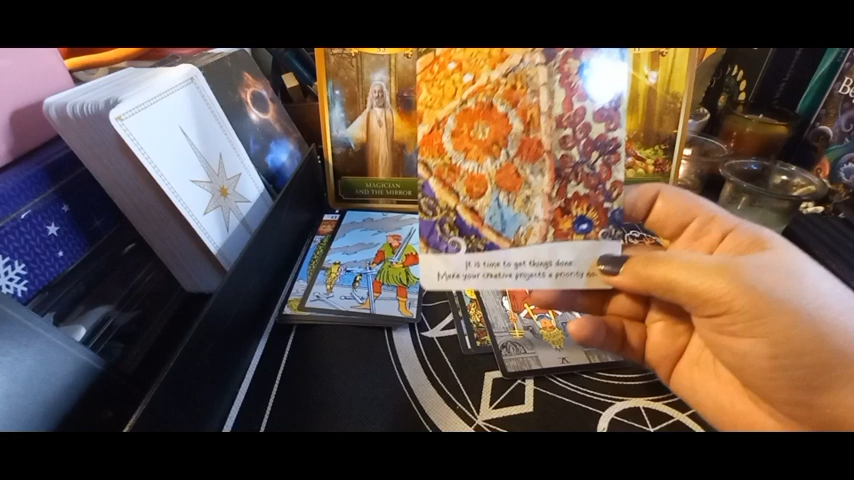 MAGICIAN
AND THE MIRROR
It is time to get things done.
Make your creative projects a priority
V